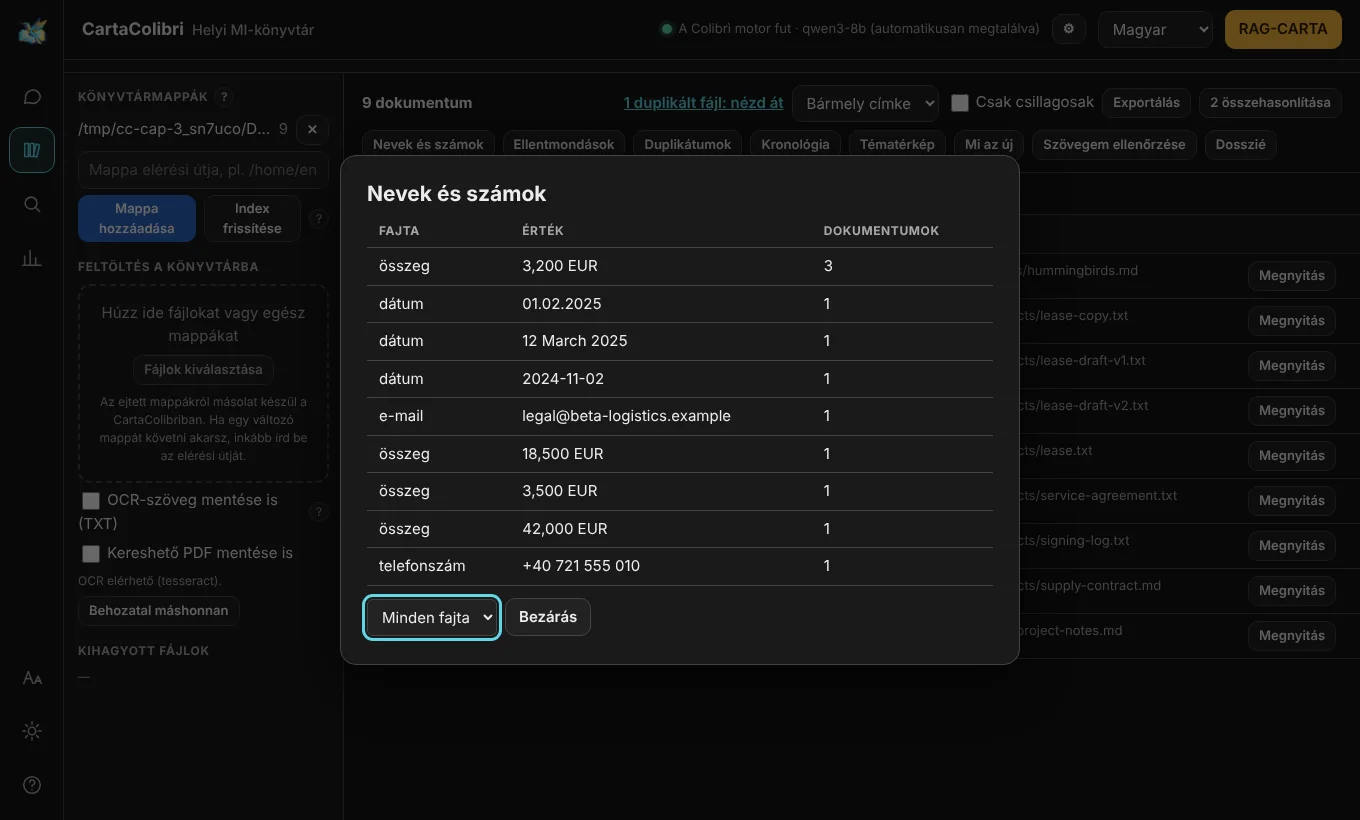 CartaColibrì Helyi MI-könyvtár
A Colibrì motor fut · qwen3-8b (automatikusan megtalálva)
Magyar
RAG-CARTA
KÖNYVTÁRMAPPÁK ?
/tmp/cc-cap-3_sn7uco/D... 9
Mappa elérési útja, pl. /home/en
Mappa hozzáadása
Index frissítése
?
FELTÖLTÉS A KÖNYVTÁRBA
Húzz ide fájlokat vagy egész
mappákat
Fájlok kiválasztása
Az ejtett mappákról másolat készül a
CartaColibriban. Ha egy változó
mappát követni akarsz, inkább írd be
az elérési útját.
OCR-szöveg mentése is
(TXT)
?
Kereshető PDF mentése is
OCR elérhető (tesseract).
Behozatal máshonnan
KIHAGYOTT FÁJLOK
—
9 dokumentum
1 duplikált fájl: nézd át
Bármely címke
Csak csillagosak
Exportálás
2 összehasonlítása
Nevek és számok
Ellentmondások
Duplikátumok
Kronológia
Tématérkép
Mi az új
Szövegem ellenőrzése
Dosszié
Nevek és számok
FAJTA ÉRTÉK DOKUMENTUMOK
összeg 3,200 EUR 3
dátum 01.02.2025 1
dátum 12 March 2025 1
dátum 2024-11-02 1
e-mail legal@beta-logistics.example 1
összeg 18,500 EUR 1
összeg 3,500 EUR 1
összeg 42,000 EUR 1
telefonszám +40 721 555 010 1
Minden fajta
Bezárás
s/hummingbirds.md Megnyitás
cts/lease-copy.txt Megnyitás
cts/lease-draft-v1.txt Megnyitás
cts/lease-draft-v2.txt Megnyitás
cts/lease.txt Megnyitás
cts/service-agreement.txt Megnyitás
cts/signing-log.txt Megnyitás
cts/supply-contract.md Megnyitás
project-notes.md Megnyitás